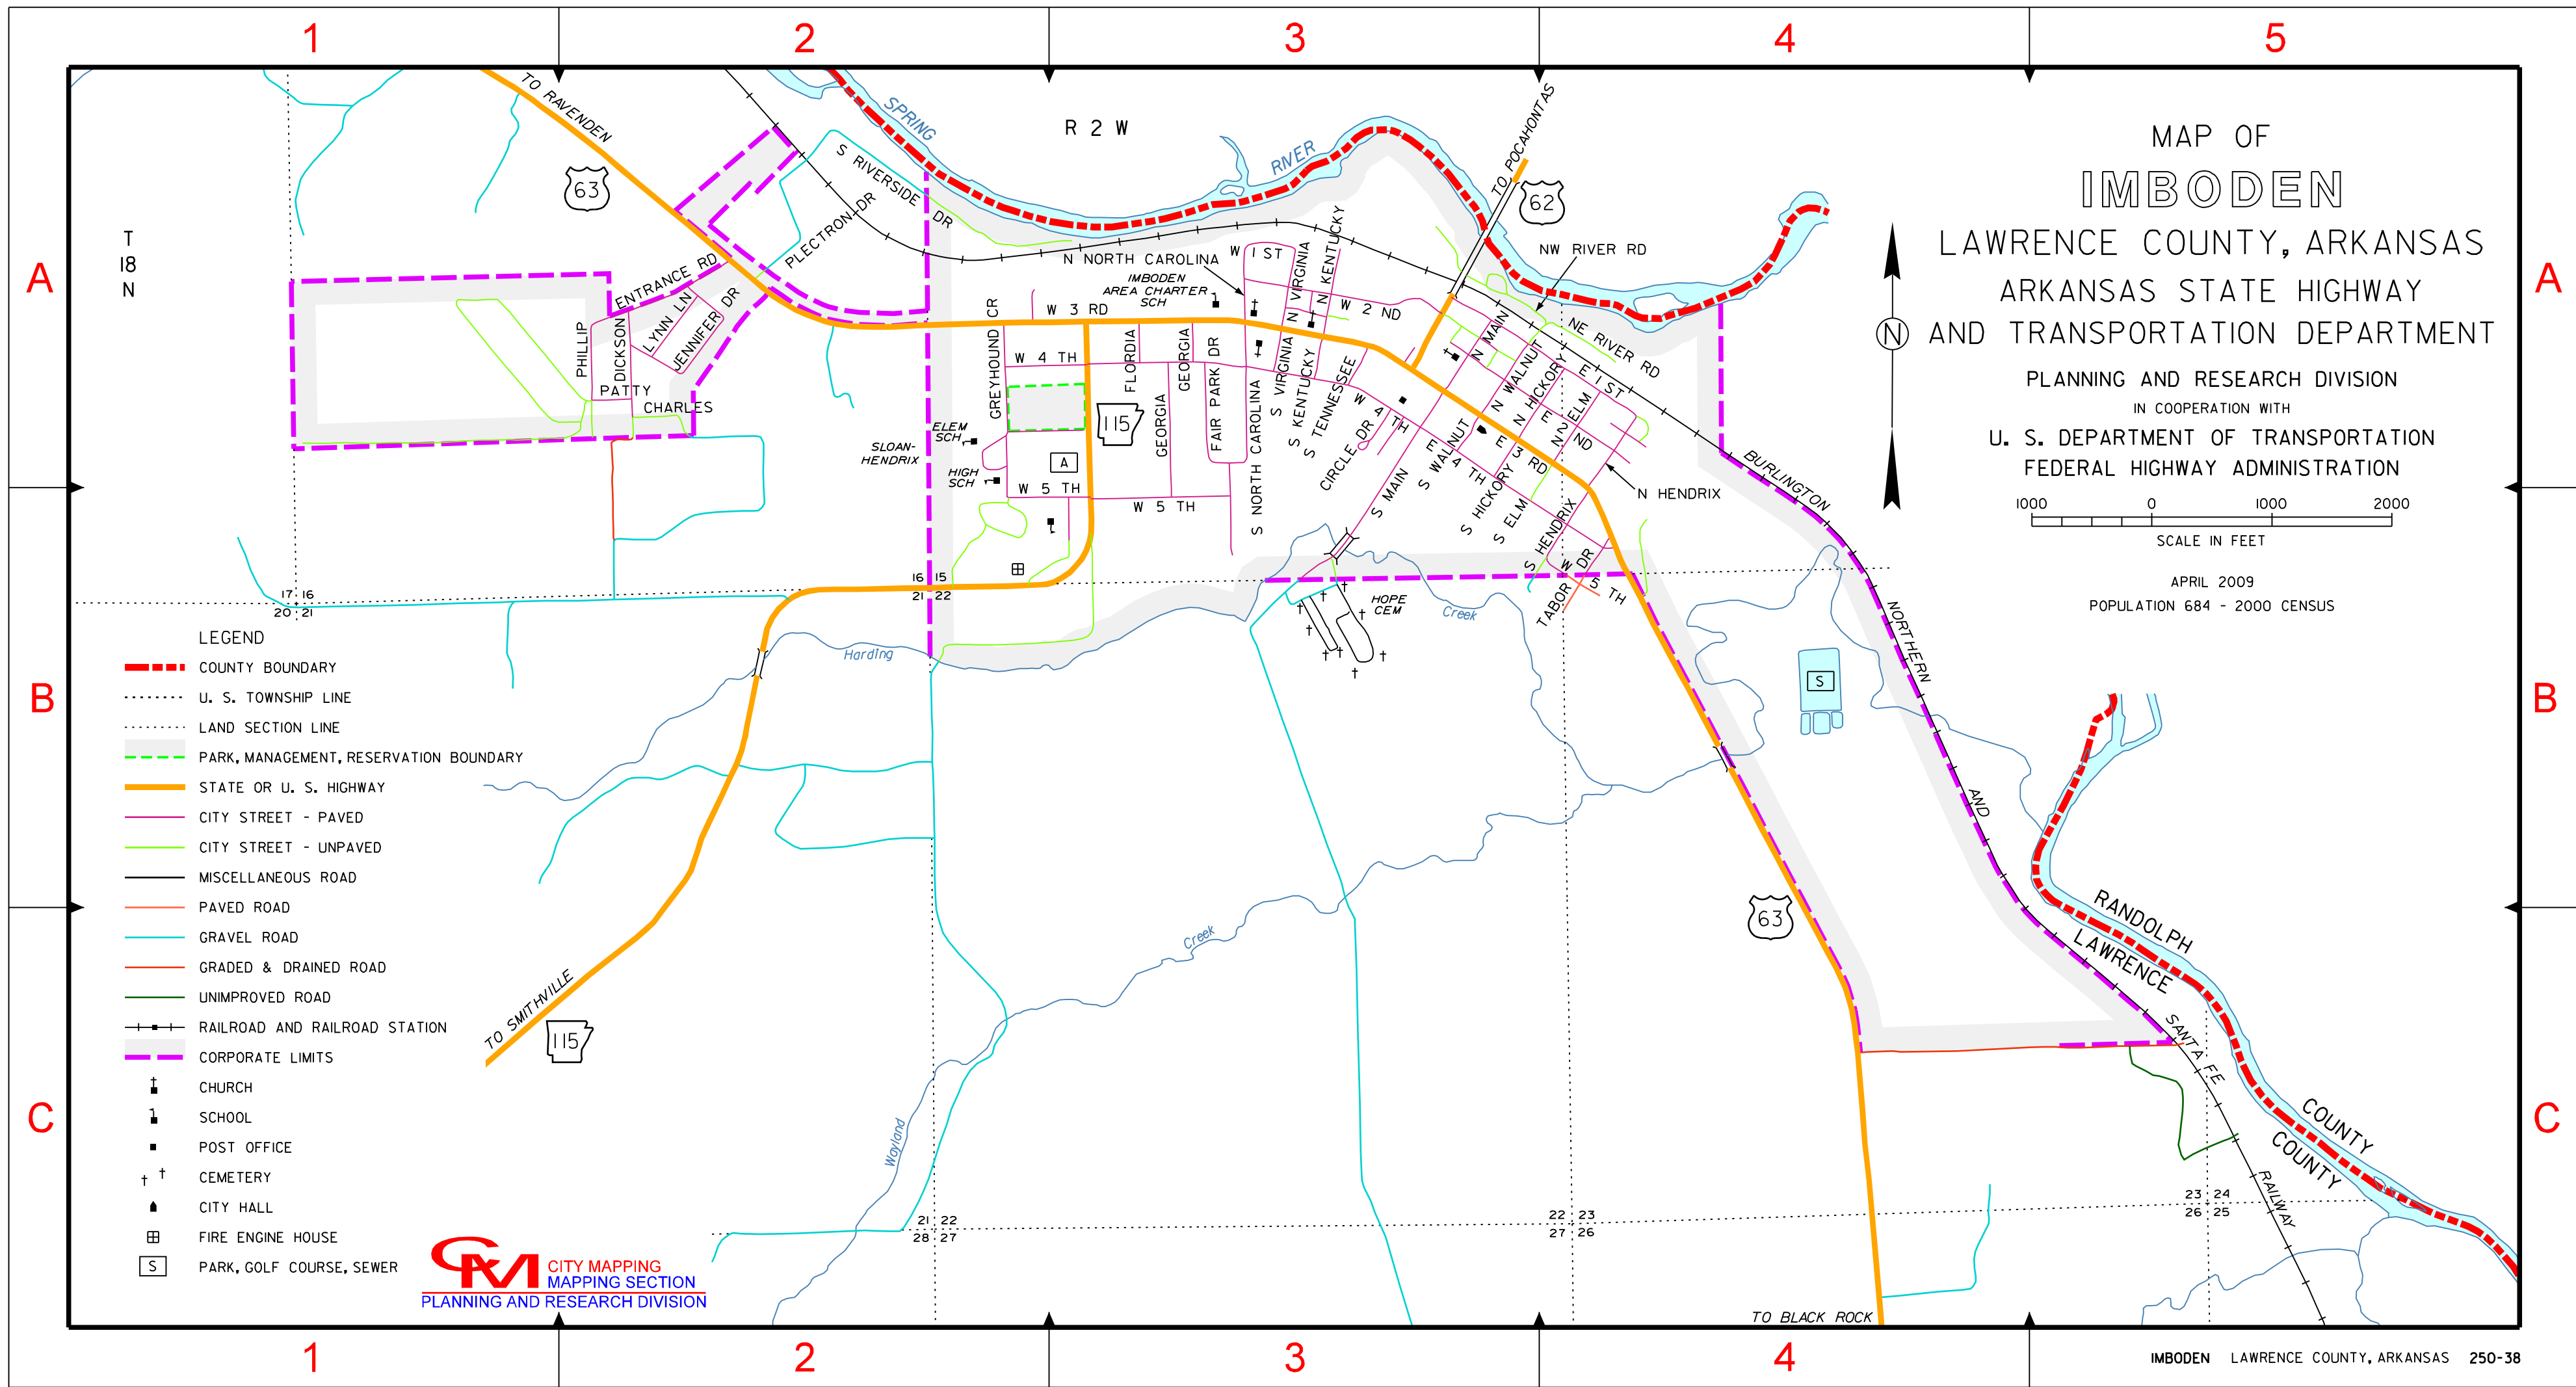 1 2 3 4 5
A
B
C
A
B
C
1 2 3 4
MAP OF
IMBODEN
LAWRENCE COUNTY, ARKANSAS
ARKANSAS STATE HIGHWAY
AND TRANSPORTATION DEPARTMENT
PLANNING AND RESEARCH DIVISION
IN COOPERATION WITH
U. S. DEPARTMENT OF TRANSPORTATION
FEDERAL HIGHWAY ADMINISTRATION
1000 0 1000 2000
SCALE IN FEET
APRIL 2009
POPULATION 684 - 2000 CENSUS
N
T
18
N
R 2 W
TO RAVENDEN
63
SPRING
RIVER
S RIVERSIDE DR
PLECTRON DR
TO POCAHONTAS
62
NW RIVER RD
NE RIVER RD
ENTRANCE RD
LYNN LN
JENNIFER DR
PHILLIP
DICKSON
PATTY
CHARLES
N NORTH CAROLINA
IMBODEN
AREA CHARTER
SCH
W 1 ST
N VIRGINIA
N KENTUCKY
W 2 ND
W 3 RD
GREYHOUND CR
W 4 TH
FLORDIA
GEORGIA
GEORGIA
FAIR PARK DR
S NORTH CAROLINA
S VIRGINIA
S KENTUCKY
S TENNESSEE
W 4 TH
CIRCLE DR
S MAIN
N MAIN
N WALNUT
S WALNUT
N HICKORY
S HICKORY
N ELM
S ELM
E 1 ST
E 2 ND
E 3 RD
E 4 TH
N HENDRIX
S HENDRIX
TABOR DR
W 5 TH
115
A
ELEM
SCH
SLOAN-
HENDRIX
HIGH
SCH
W 5 TH
W 5 TH
HOPE
CEM
Creek
Harding
16 15
21 22
17 16
20 21
S
BURLINGTON
NORTHERN
AND
SANTA FE
RAILWAY
RANDOLPH
LAWRENCE
COUNTY
COUNTY
63
Creek
Wayland
TO SMITHVILLE
115
21 22
28 27
22 23
27 26
23 24
26 25
TO BLACK ROCK
LEGEND
COUNTY BOUNDARY
U. S. TOWNSHIP LINE
LAND SECTION LINE
PARK, MANAGEMENT, RESERVATION BOUNDARY
STATE OR U. S. HIGHWAY
CITY STREET - PAVED
CITY STREET - UNPAVED
MISCELLANEOUS ROAD
PAVED ROAD
GRAVEL ROAD
GRADED & DRAINED ROAD
UNIMPROVED ROAD
RAILROAD AND RAILROAD STATION
CORPORATE LIMITS
CHURCH
SCHOOL
POST OFFICE
CEMETERY
CITY HALL
FIRE ENGINE HOUSE
S PARK, GOLF COURSE, SEWER
CM
CITY MAPPING
MAPPING SECTION
PLANNING AND RESEARCH DIVISION
IMBODEN LAWRENCE COUNTY, ARKANSAS 250-38